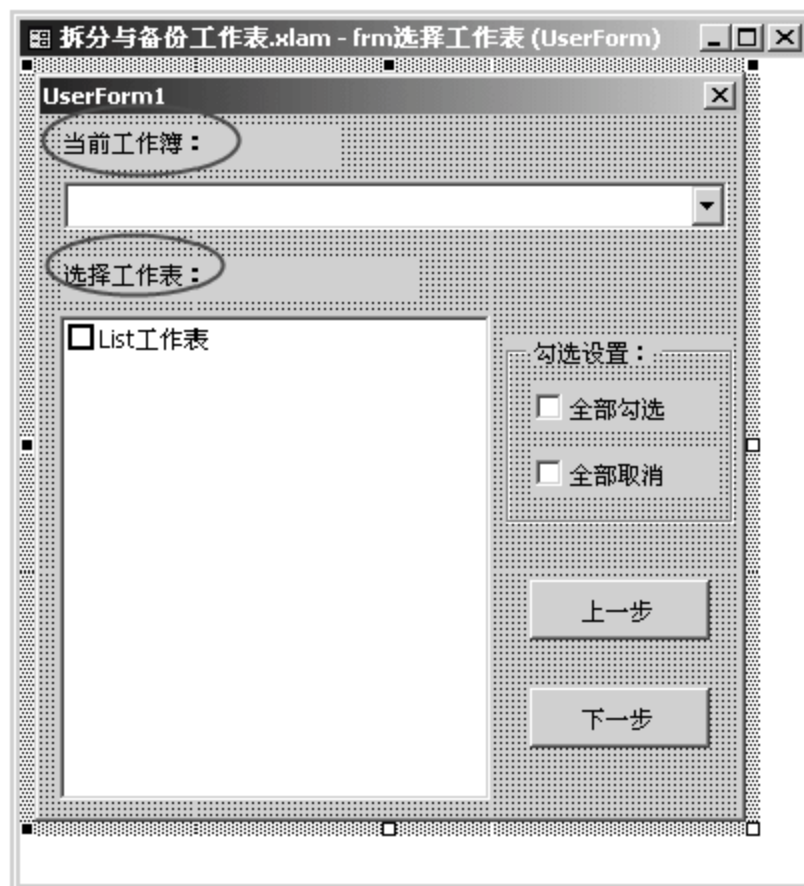 拆分与备份工作表.xlam - frm选择工作表 (UserForm)
UserForm1
当前工作簿：
选择工作表：
List工作表
勾选设置：
全部勾选
全部取消
上一步
下一步